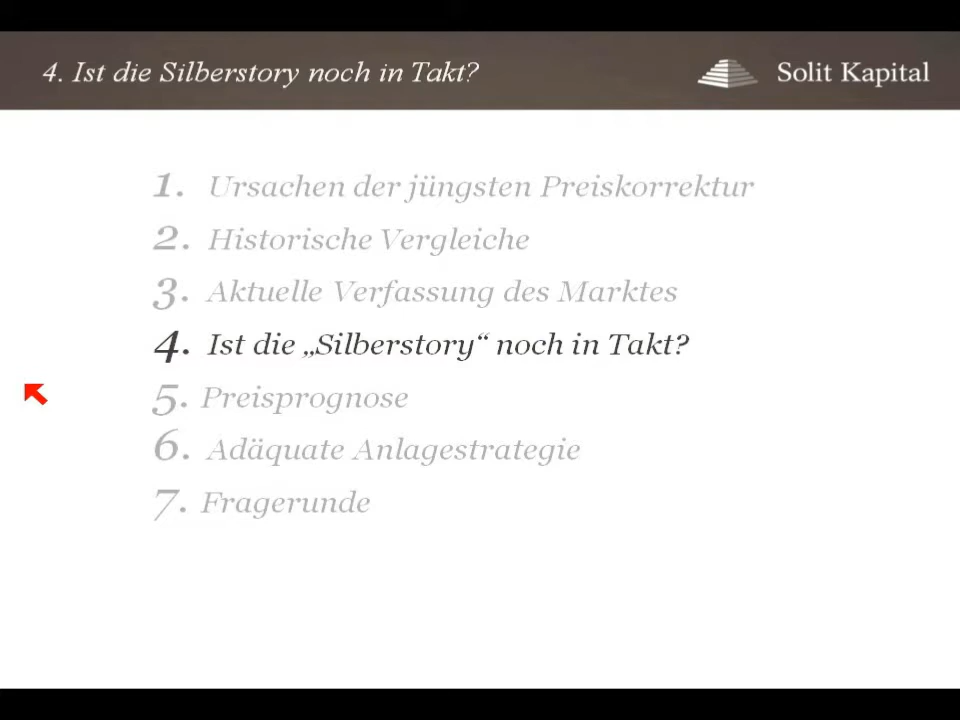 4. Ist die Silberstory noch in Takt?
Solit Kapital
1. Ursachen der jüngsten Preiskorrektur
2. Historische Vergleiche
3. Aktuelle Verfassung des Marktes
4. Ist die „Silberstory“ noch in Takt?
5. Preisprognose
6. Adäquate Anlagestrategie
7. Fragerunde